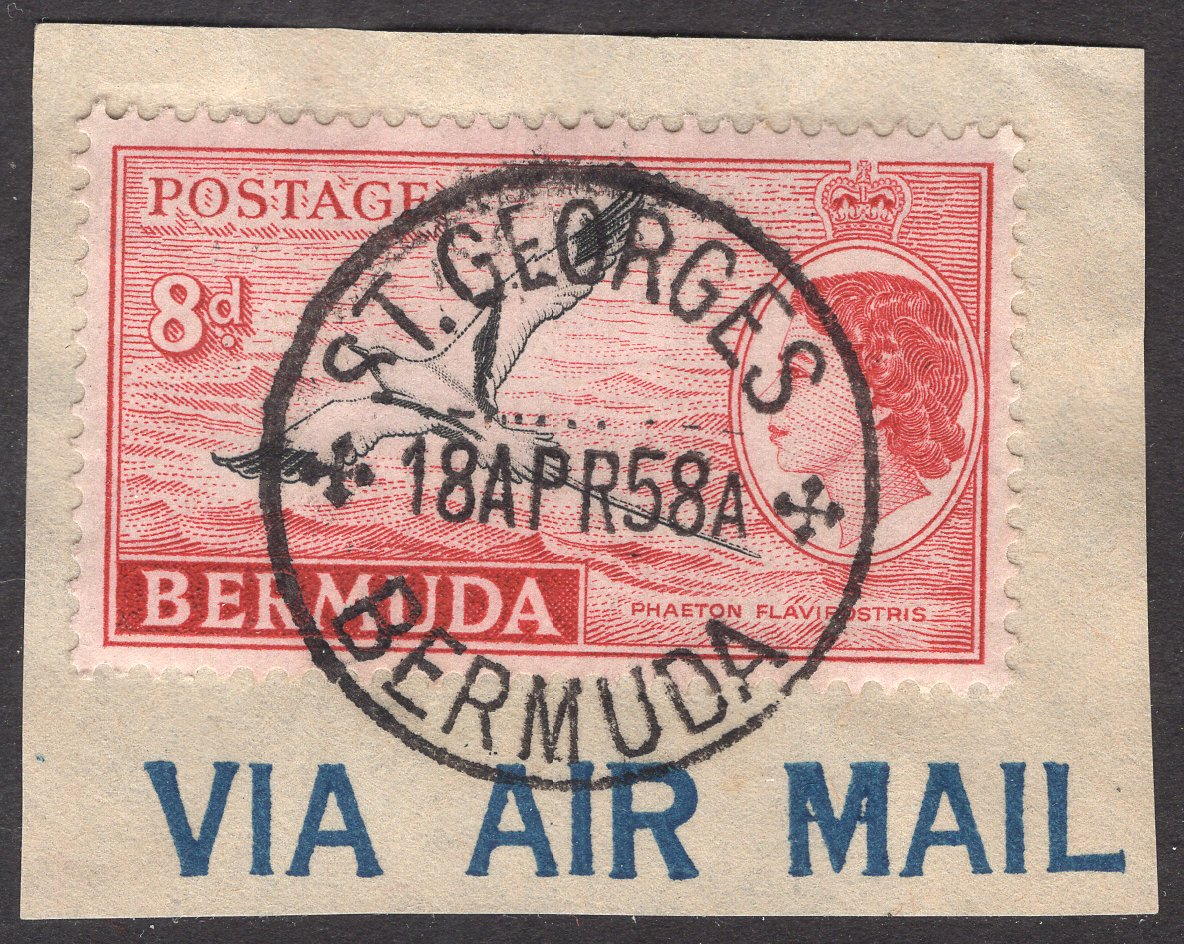 POSTAGE
8d.
ST.GEORGES
18APR58A
BERMUDA
BERMUDA
PHAETON FLAVIROSTRIS
VIA AIR MAIL